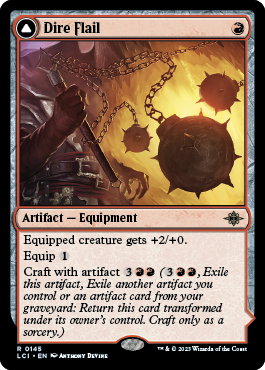 Dire Flail
Artifact — Equipment
Equipped creature gets +2/+0.
Equip 1
Craft with artifact 3 (3, Exile
this artifact, Exile another artifact you
control or an artifact card from your
graveyard: Return this card transformed
under its owner's control. Craft only as
a sorcery.)
R 0145
LCI • EN Anthony Devine
™ & © 2023 Wizards of the Coast